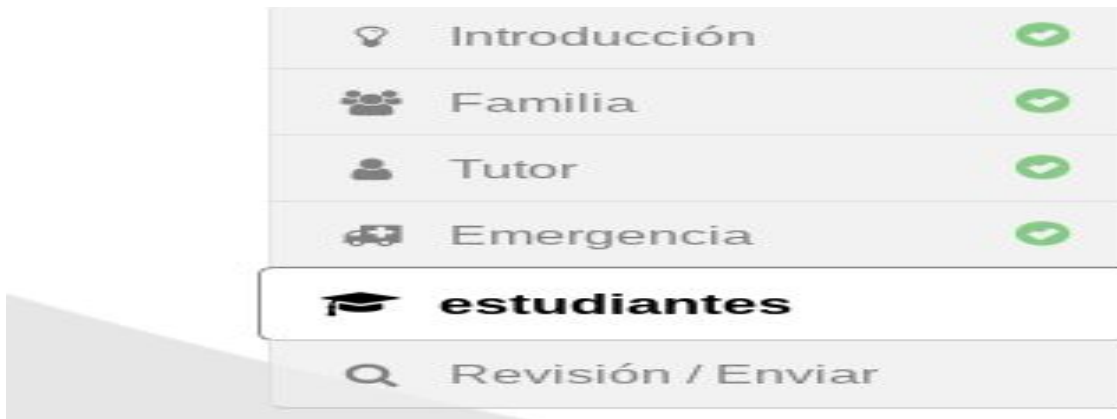 Introducción
Familia
Tutor
Emergencia
estudiantes
Revisión / Enviar